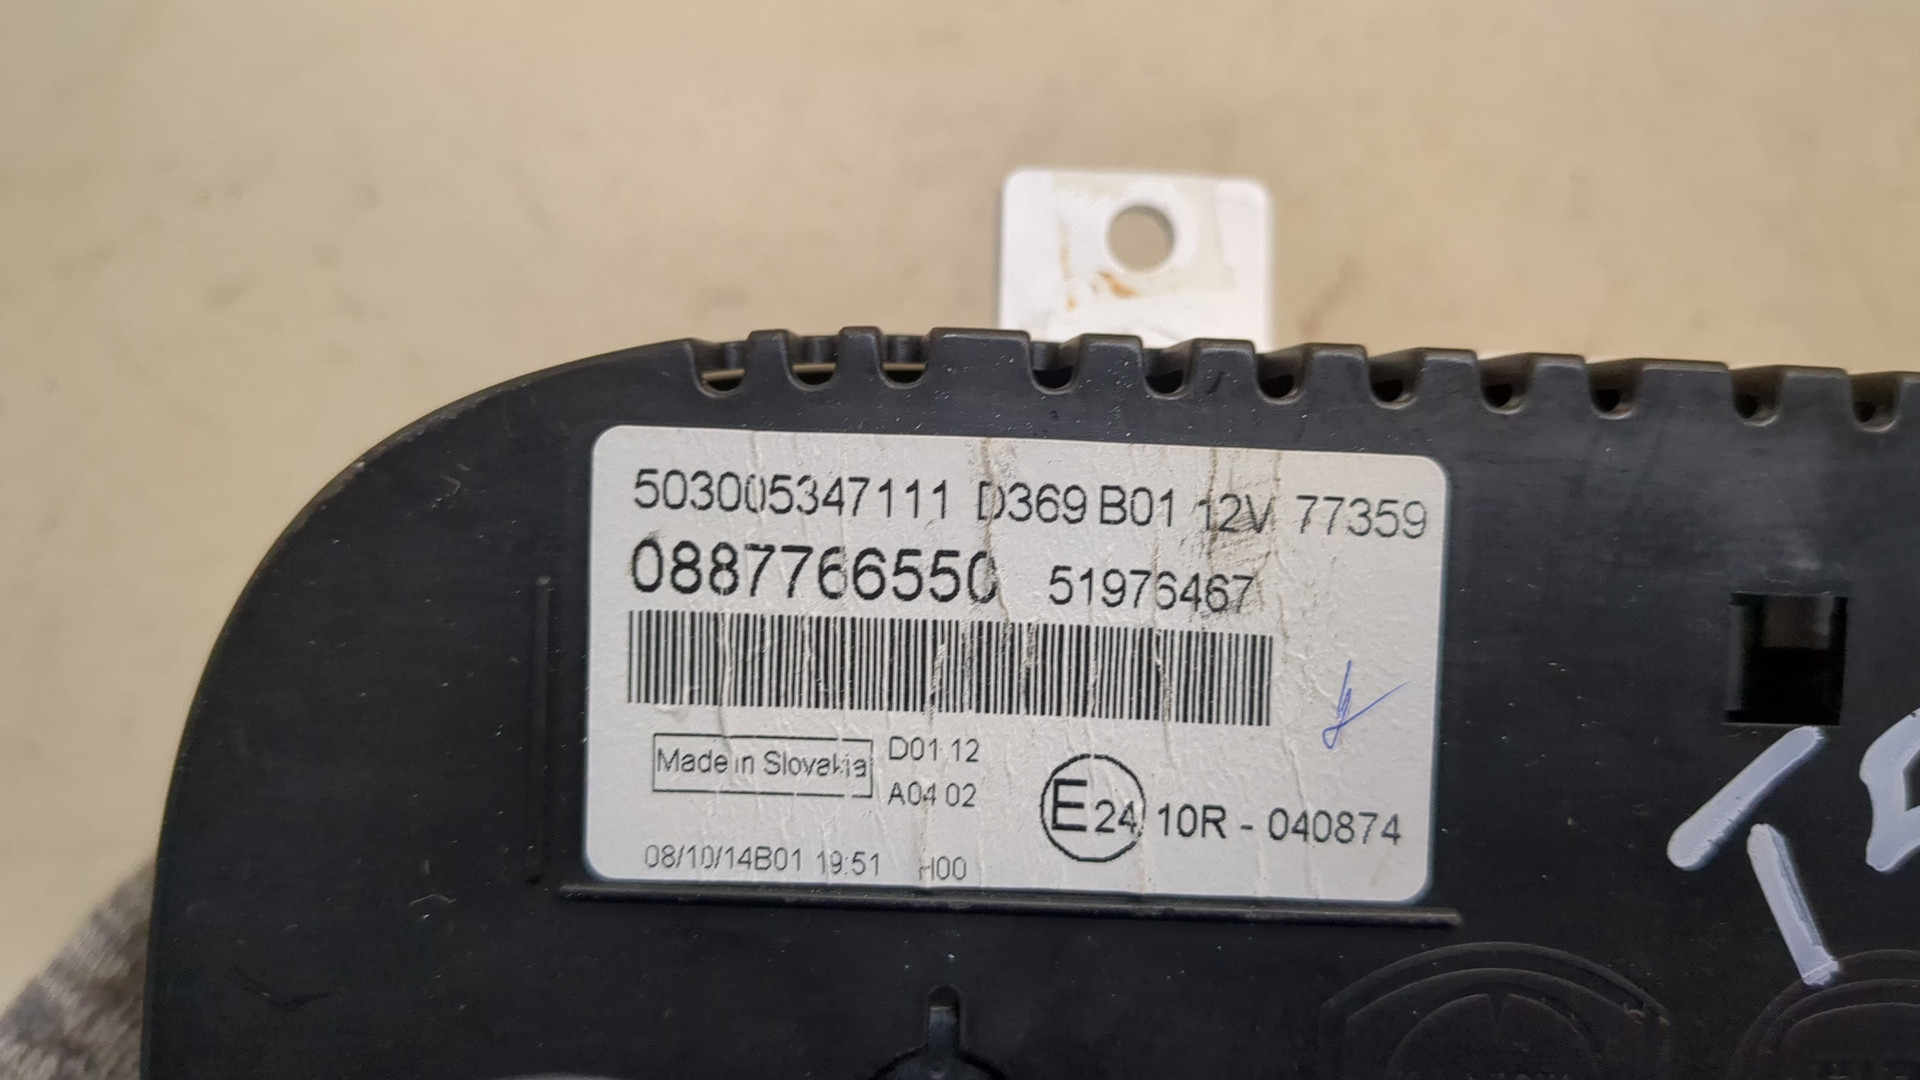 503005347111 D369 B01 12V 77359
0887766550 51976467
Made in Slovakia
D01 12
A04 02
E24 10R - 040874
08/10/14B01 19:51 H00